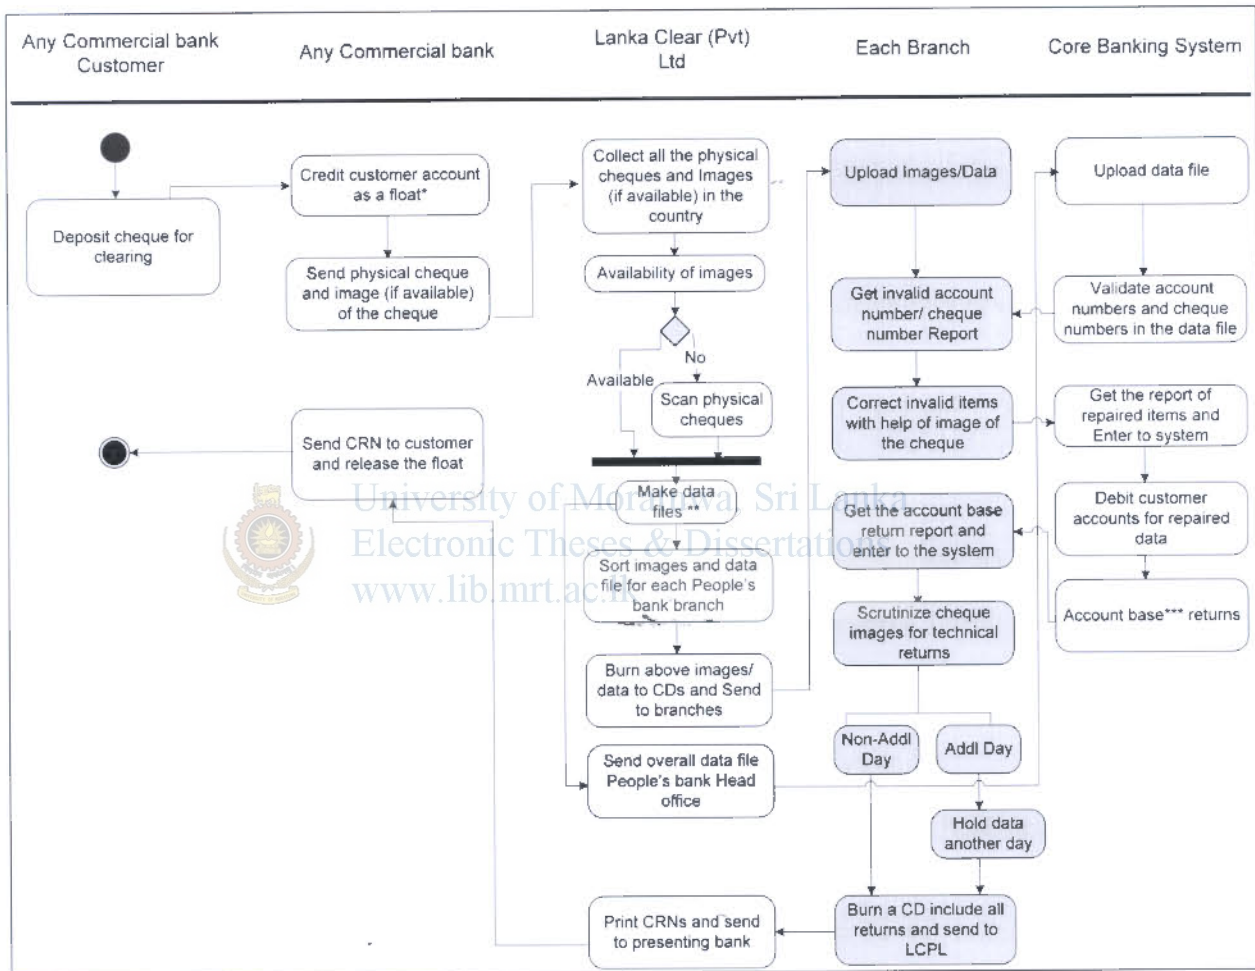 Any Commercial bank
Customer
Any Commercial bank
Lanka Clear (Pvt)
Ltd
Each Branch
Core Banking System
Deposit cheque for
clearing
Credit customer account
as a float*
Send physical cheque
and image (if available)
of the cheque
Send CRN to customer
and release the float
Collect all the physical
cheques and Images
(if available) in the
country
Availability of images
No
Available
Scan physical
cheques
Make data
files **
Sort images and data
file for each People's
bank branch
Burn above images/
data to CDs and Send
to branches
Send overall data file
People's bank Head
office
Print CRNs and send
to presenting bank
Upload Images/Data
Get invalid account
number/ cheque
number Report
Correct invalid items
with help of image of
the cheque
Get the account base
return report and
enter to the system
Scrutinize cheque
images for technical
returns
Non-Addl
Day
Addl Day
Hold data
another day
Burn a CD include all
returns and send to
LCPL
Upload data file
Validate account
numbers and cheque
numbers in the data file
Get the report of
repaired items and
Enter to system
Debit customer
accounts for repaired
data
Account base*** returns
University of Moratuwa, Sri Lanka.
Electronic Theses & Dissertations
www.lib.mrt.ac.lk